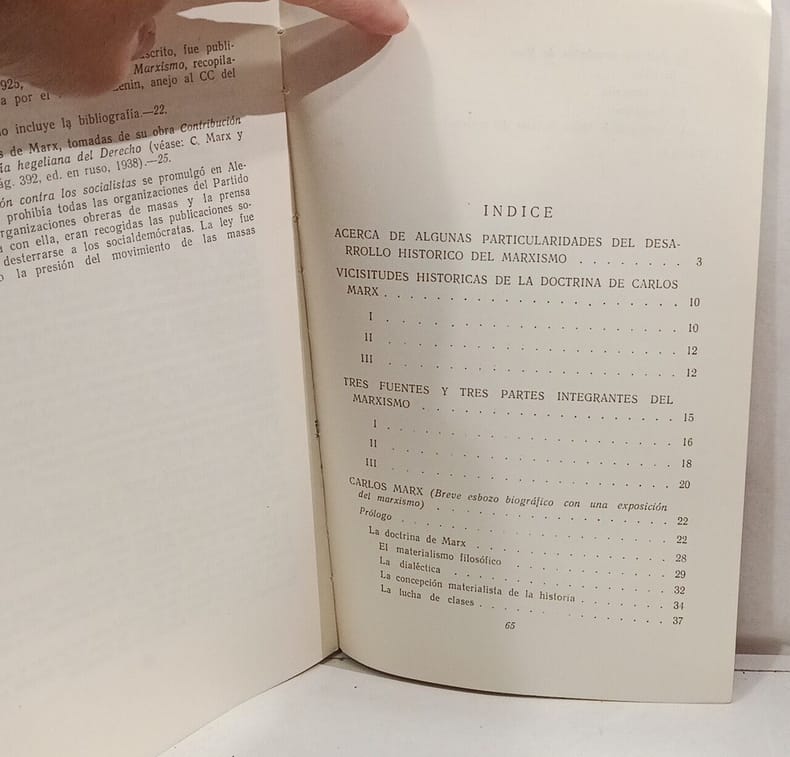 scrito, fue publi-
925, Marxismo, recopila-
a por el enin, anejo al CC del
o incluye la bibliografía.—22.
s de Marx, tomadas de su obra Contribución
ía hegeliana del Derecho (véase: C. Marx y
ág. 392, ed. en ruso, 1938).—25.
ón contra los socialistas se promulgó en Ale-
prohibía todas las organizaciones del Partido
rganizaciones obreras de masas y la prensa
a con ella, eran recogidas las publicaciones so-
desterrarse a los socialdemócratas. La ley fue
o la presión del movimiento de las masas
INDICE
ACERCA DE ALGUNAS PARTICULARIDADES DEL DESA-
RROLLO HISTORICO DEL MARXISMO . . . . . . . . 3
VICISITUDES HISTORICAS DE LA DOCTRINA DE CARLOS
MARX . . . . . . . . . . . . . . . . . . 10
I . . . . . . . . . . . . . . . . . . 10
II . . . . . . . . . . . . . . . . . . 12
III . . . . . . . . . . . . . . . . . . 12
TRES FUENTES Y TRES PARTES INTEGRANTES DEL
MARXISMO . . . . . . . . . . . . . . . . 15
I . . . . . . . . . . . . . . . . . . 16
II . . . . . . . . . . . . . . . . . . 18
III . . . . . . . . . . . . . . . . . . 20
CARLOS MARX (Breve esbozo biográfico con una exposición
del marxismo) . . . . . . . . . . . . . . . 22
Prólogo . . . . . . . . . . . . . . . . . 22
La doctrina de Marx . . . . . . . . . . . . 28
El materialismo filosófico . . . . . . . . . . 29
La dialéctica . . . . . . . . . . . . . . . 32
La concepción materialista de la historia . . . . . . 34
La lucha de clases . . . . . . . . . . . . . 37
65